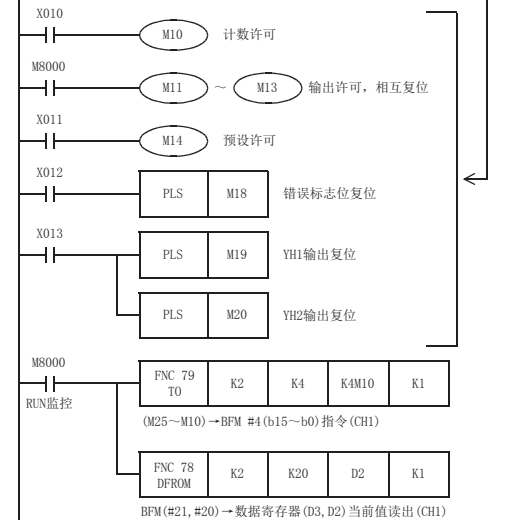 X010
M10 计数许可
M8000
M11 ～ M13 输出许可，相互复位
X011
M14 预设许可
X012
PLS M18 错误标志位复位
X013
PLS M19 YH1输出复位
PLS M20 YH2输出复位
M8000
FNC 79 TO K2 K4 K4M10 K1
RUN监控
(M25～M10)→BFM #4(b15～b0)指令(CH1)
FNC 78 DFROM K2 K20 D2 K1
BFM(#21,#20)→数据寄存器(D3,D2)当前值读出(CH1)